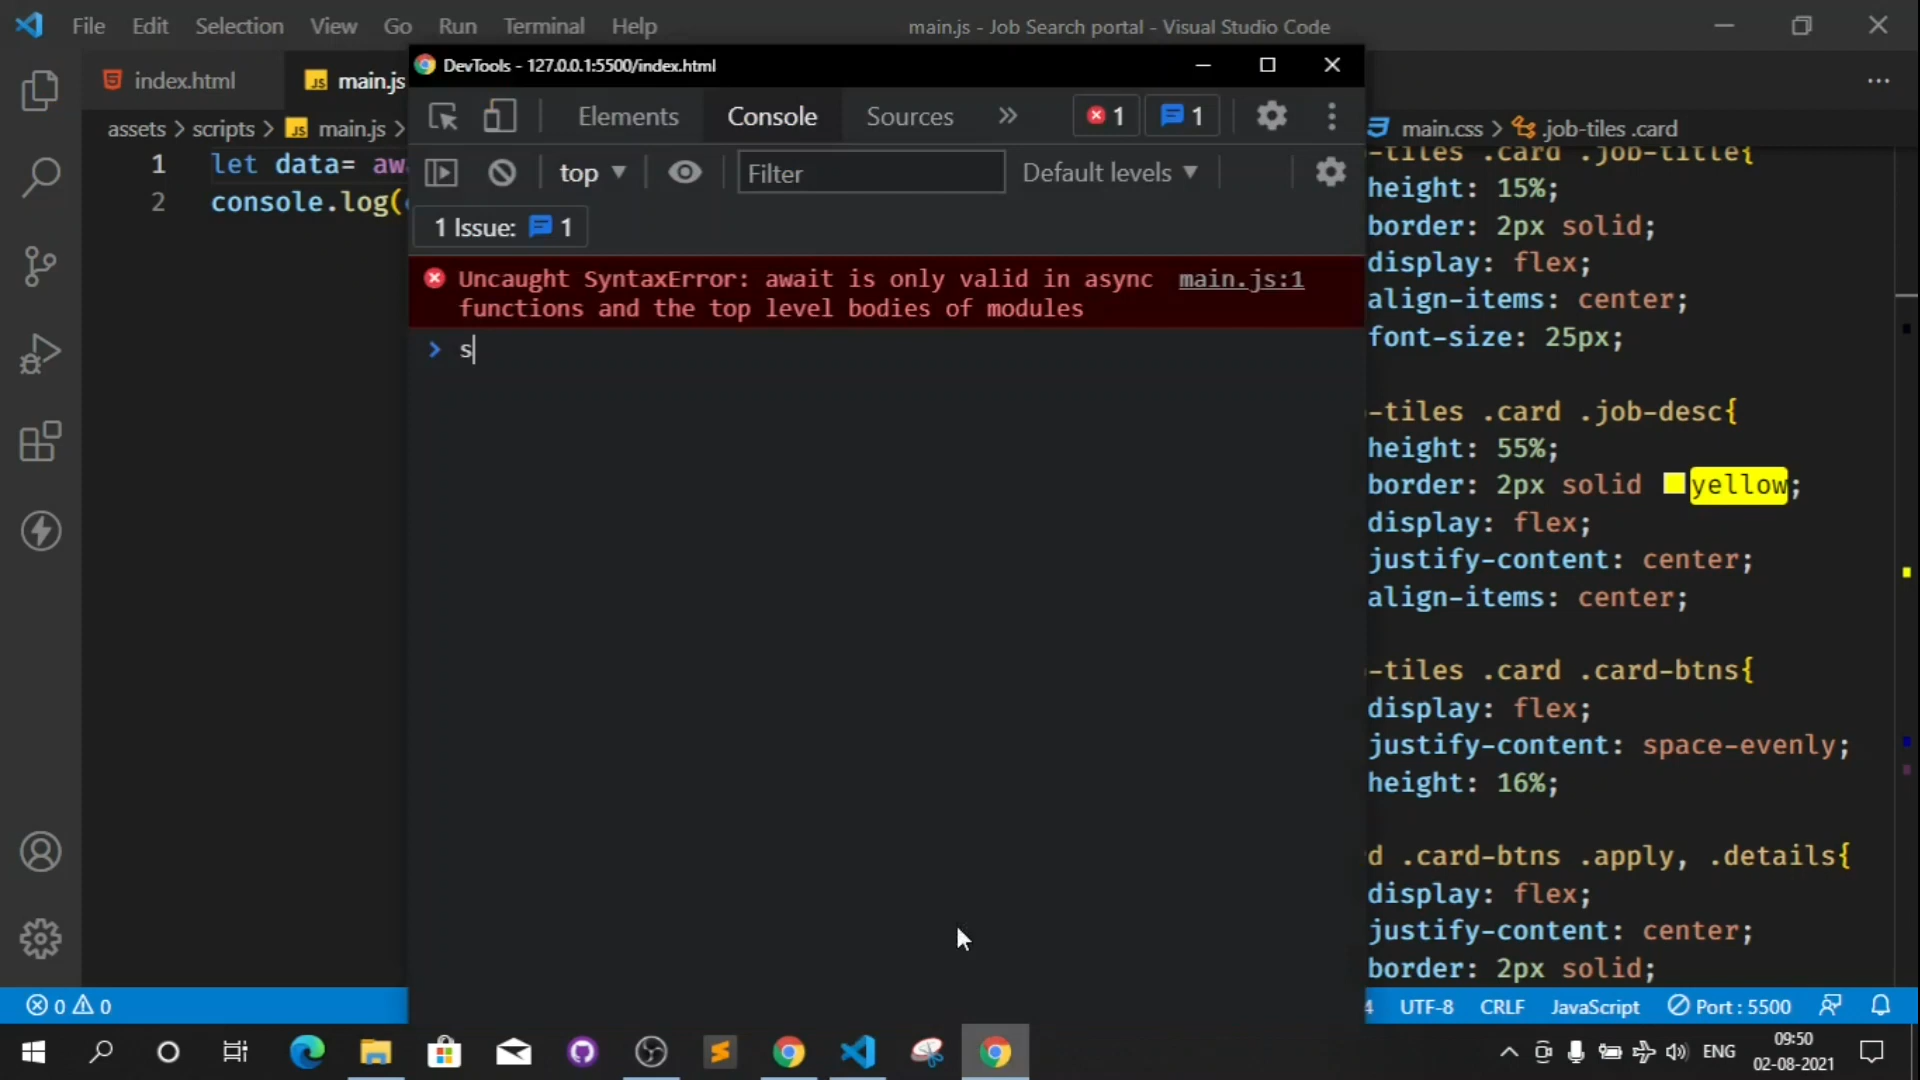 File Edit Selection View Go Run Terminal Help main.js - Job Search portal - Visual Studio Code
index.html
main.js
assets > scripts > main.js >
1 let data= aw
2 console.log(
DevTools - 127.0.0.1:5500/index.html
Elements Console Sources » 1 1
top Filter Default levels
1 Issue: 1
Uncaught SyntaxError: await is only valid in async main.js:1
functions and the top level bodies of modules
> s
main.css > .job-tiles .card
-tiles .card .job-title{
height: 15%;
border: 2px solid;
display: flex;
align-items: center;
font-size: 25px;
-tiles .card .job-desc{
height: 55%;
border: 2px solid yellow;
display: flex;
justify-content: center;
align-items: center;
-tiles .card .card-btns{
display: flex;
justify-content: space-evenly;
height: 16%;
d .card-btns .apply, .details{
display: flex;
justify-content: center;
border: 2px solid;
0 0
4 UTF-8 CRLF JavaScript Port : 5500
ENG
09:50
02-08-2021